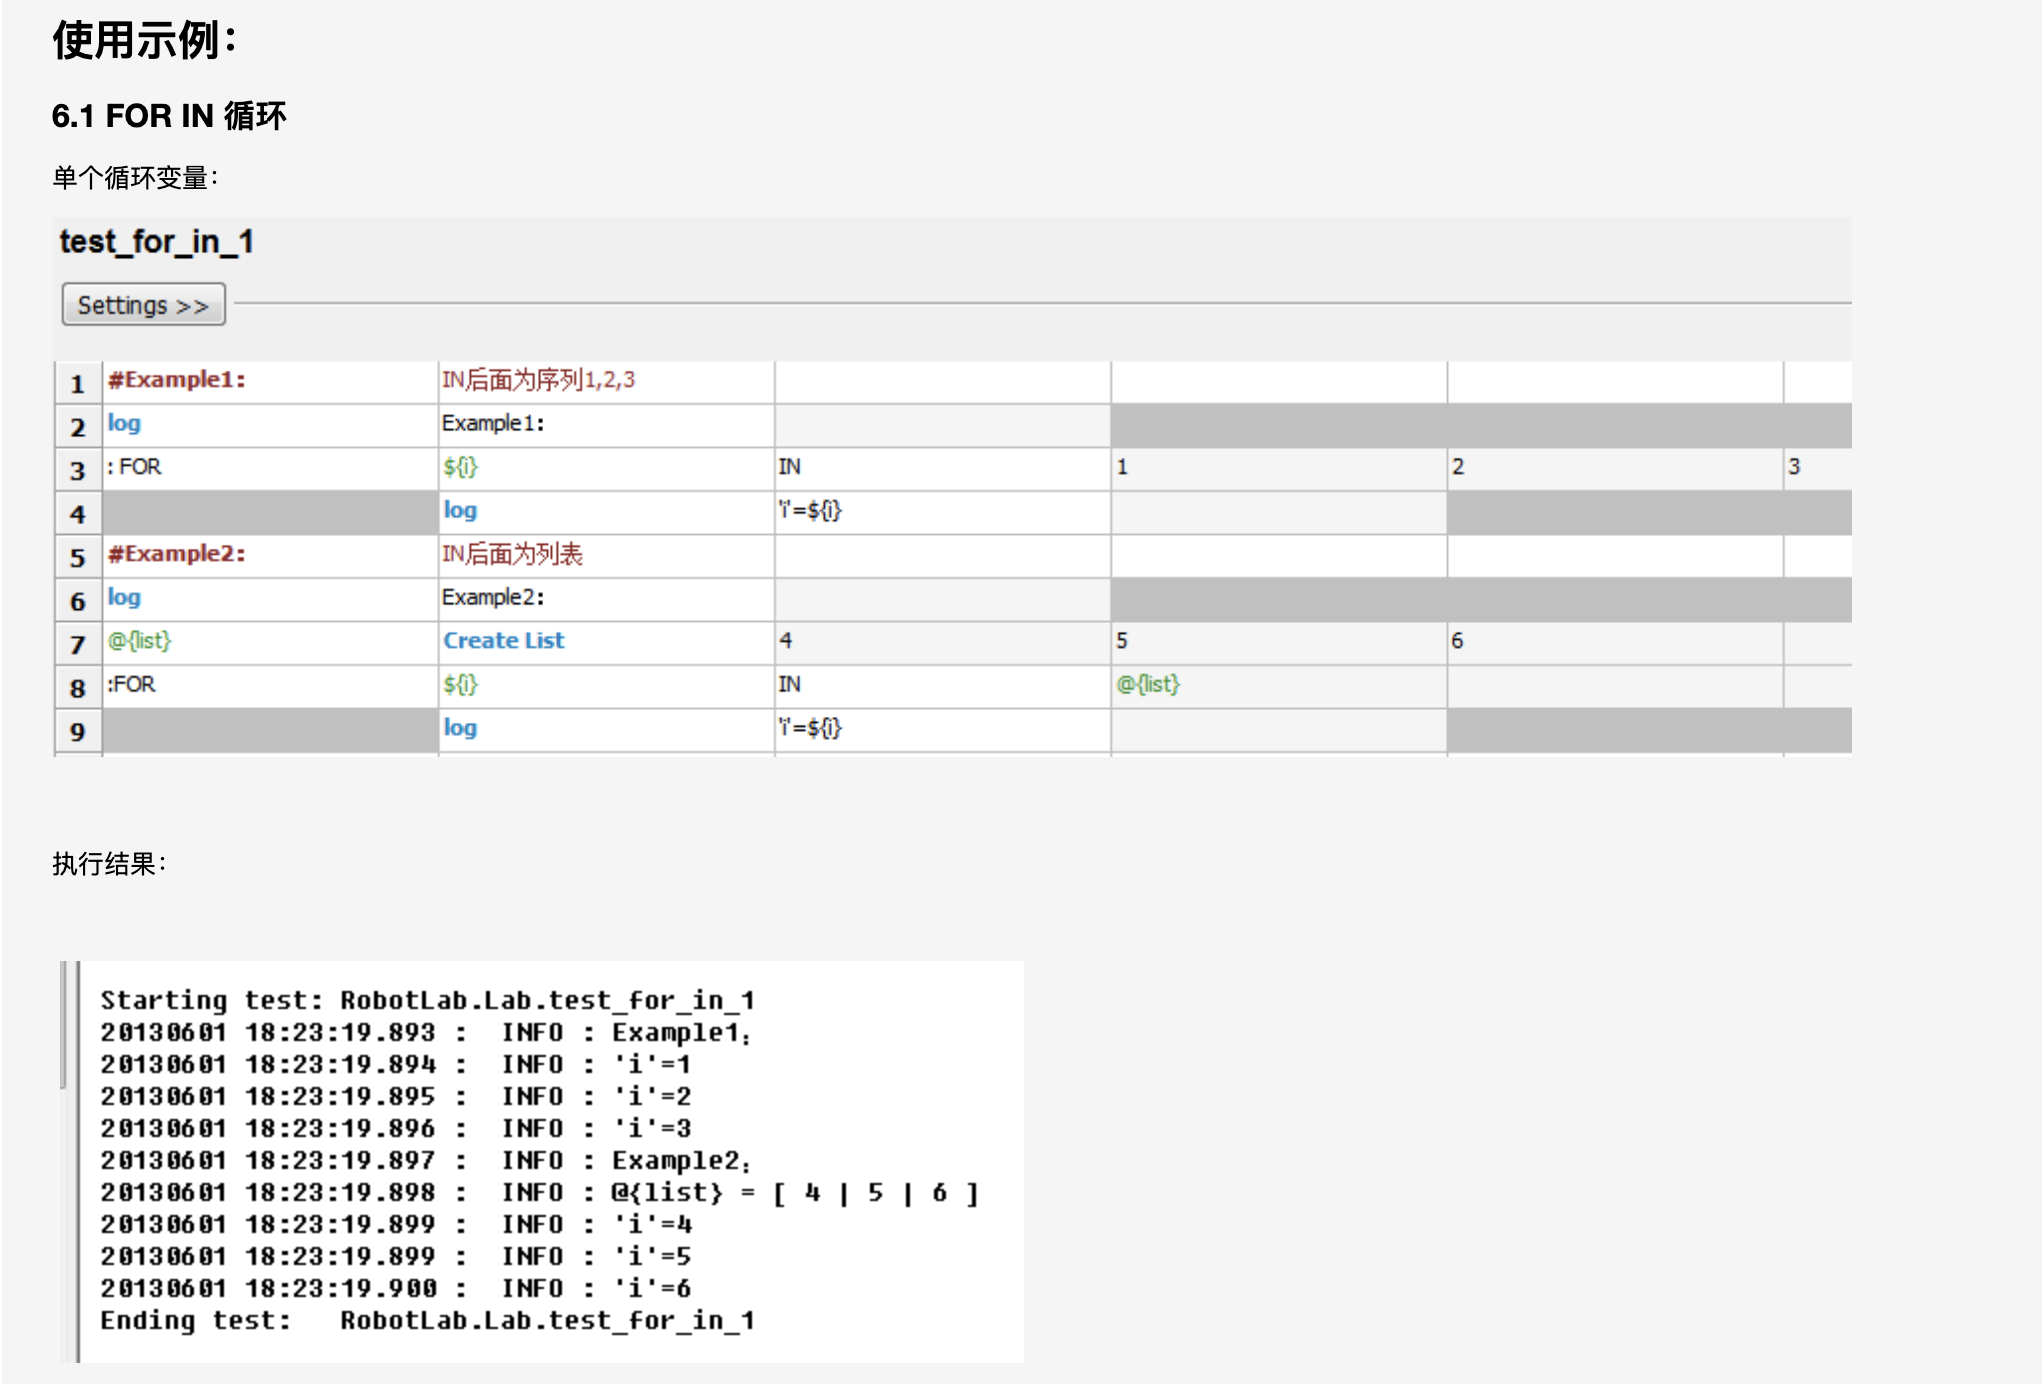 使用示例：
6.1 FOR IN 循环
单个循环变量：
test_for_in_1
Settings >>
1 #Example1: IN后面为序列1,2,3
2 log Example1:
3 : FOR ${i} IN 1 2 3
4 log 'i'=${i}
5 #Example2: IN后面为列表
6 log Example2:
7 @{list} Create List 4 5 6
8 :FOR ${i} IN @{list}
9 log 'i'=${i}
执行结果：
Starting test: RobotLab.Lab.test_for_in_1
20130601 18:23:19.893 :  INFO : Example1：
20130601 18:23:19.894 :  INFO : 'i'=1
20130601 18:23:19.895 :  INFO : 'i'=2
20130601 18:23:19.896 :  INFO : 'i'=3
20130601 18:23:19.897 :  INFO : Example2：
20130601 18:23:19.898 :  INFO : @{list} = [ 4 | 5 | 6 ]
20130601 18:23:19.899 :  INFO : 'i'=4
20130601 18:23:19.899 :  INFO : 'i'=5
20130601 18:23:19.900 :  INFO : 'i'=6
Ending test:   RobotLab.Lab.test_for_in_1